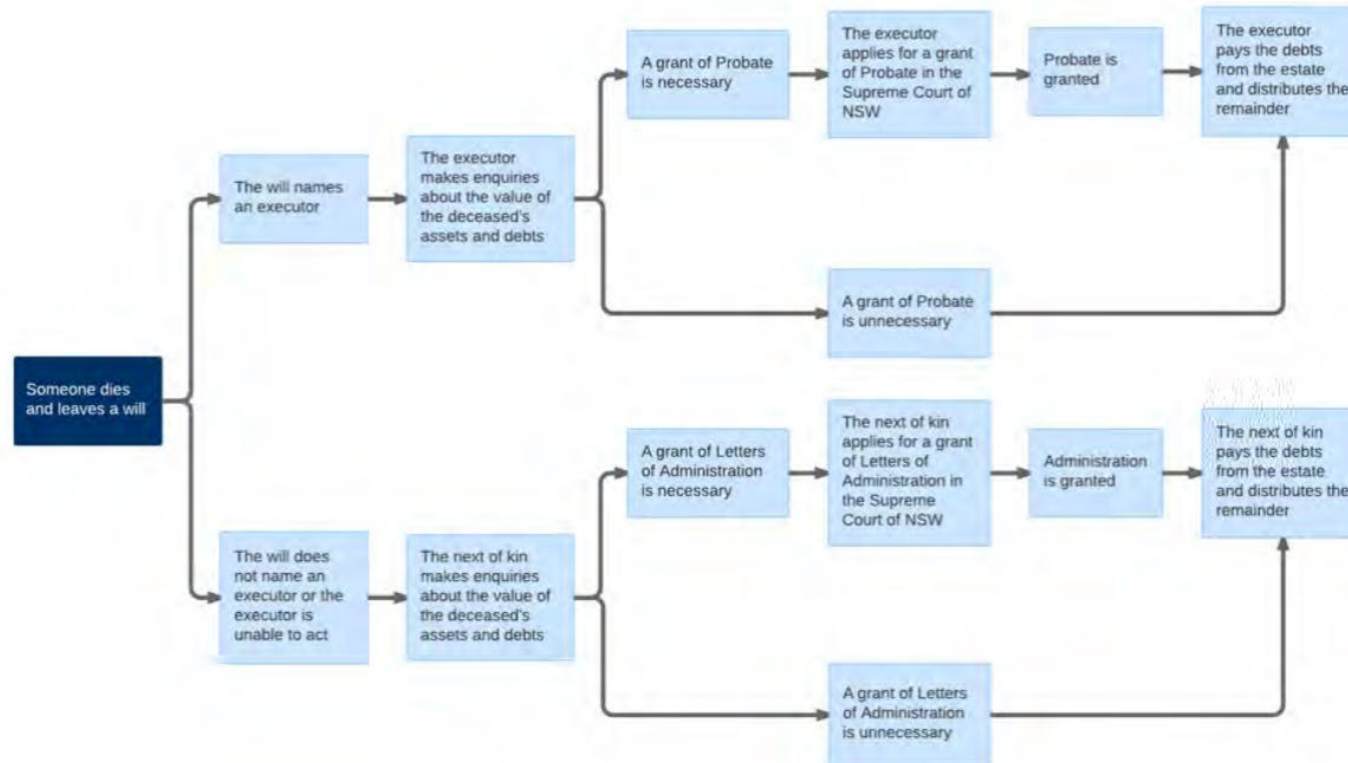 Someone dies
and leaves a will
The will names
an executor
The executor
makes enquiries
about the value of
the deceased's
assets and debts
A grant of Probate
is necessary
The executor
applies for a grant
of Probate in the
Supreme Court of
NSW
Probate is
granted
The executor
pays the debts
from the estate
and distributes the
remainder
A grant of Probate
is unnecessary
The will does
not name an
executor or the
executor is
unable to act
The next of kin
makes enquiries
about the value of
the deceased's
assets and debts
A grant of Letters
of Administration
is necessary
The next of kin
applies for a grant
of Letters of
Administration in
the Supreme
Court of NSW
Administration
is granted
The next of kin
pays the debts
from the estate
and distributes the
remainder
A grant of Letters
of Administration
is unnecessary